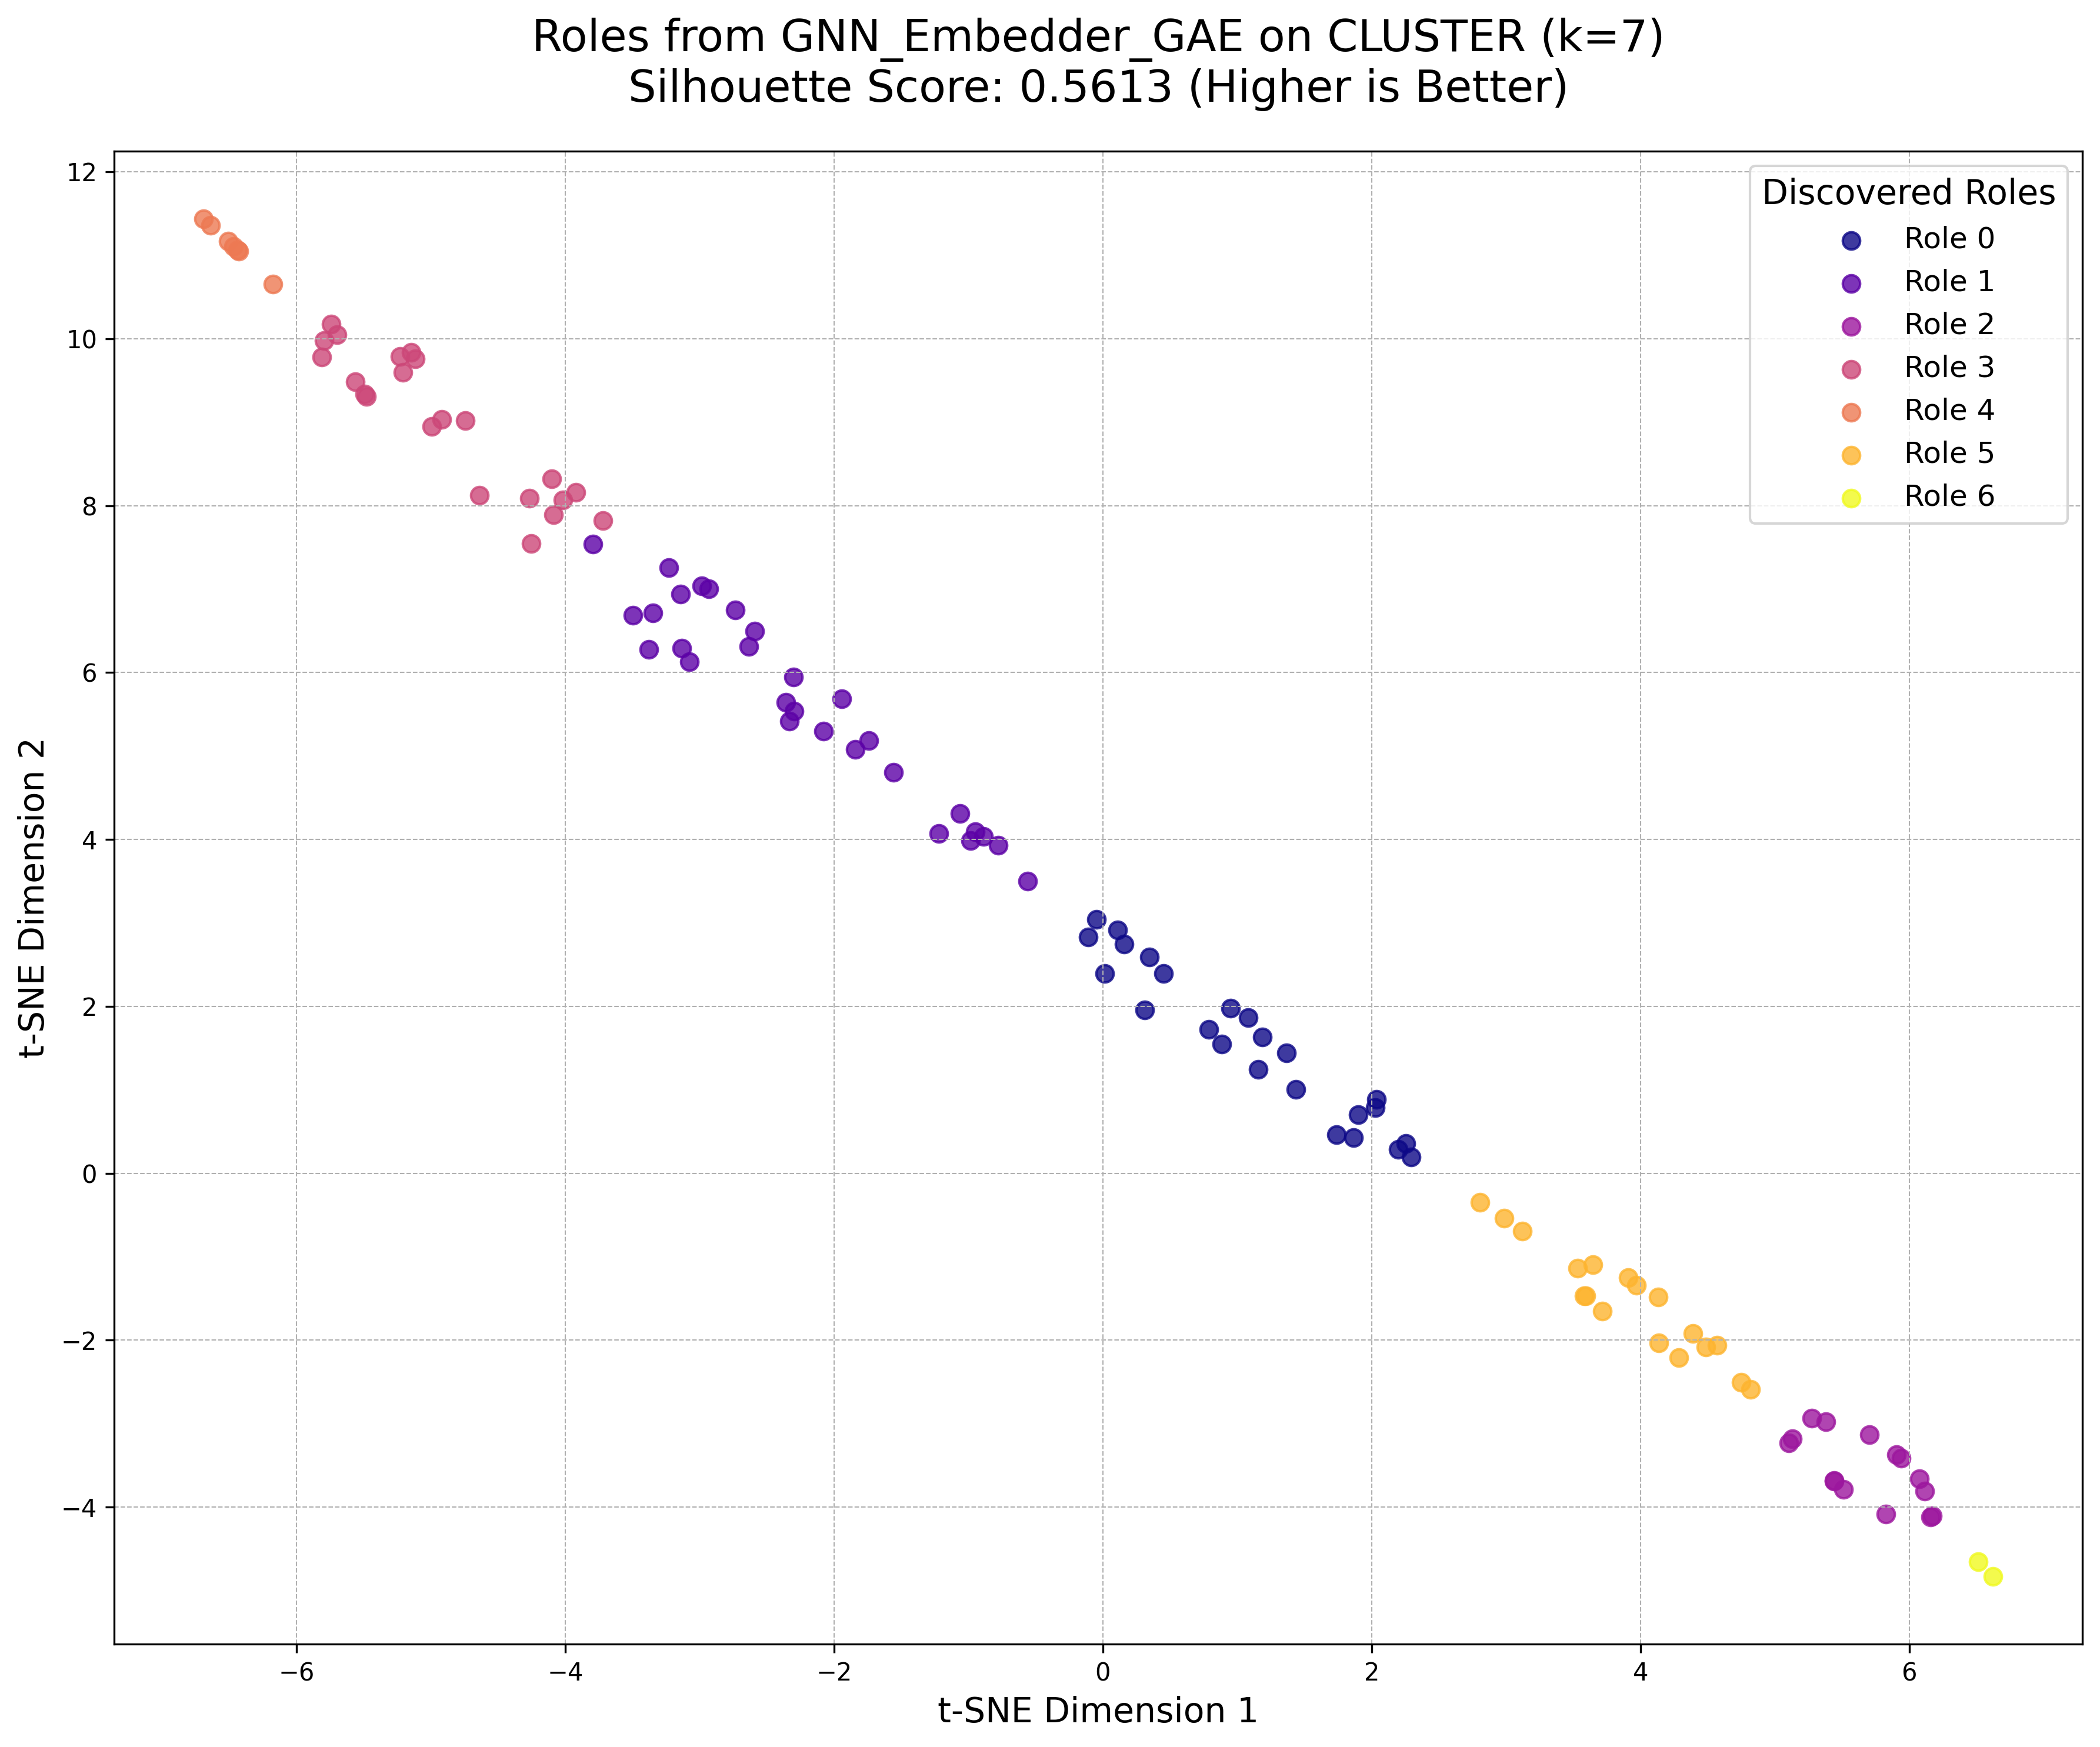 Roles from GNN_Embedder_GAE on CLUSTER (k=7)
Silhouette Score: 0.5613 (Higher is Better)
Discovered Roles
Role 0
Role 1
Role 2
Role 3
Role 4
Role 5
Role 6
12
10
8
6
4
2
0
−2
−4
t-SNE Dimension 2
−6
−4
−2
0
2
4
6
t-SNE Dimension 1